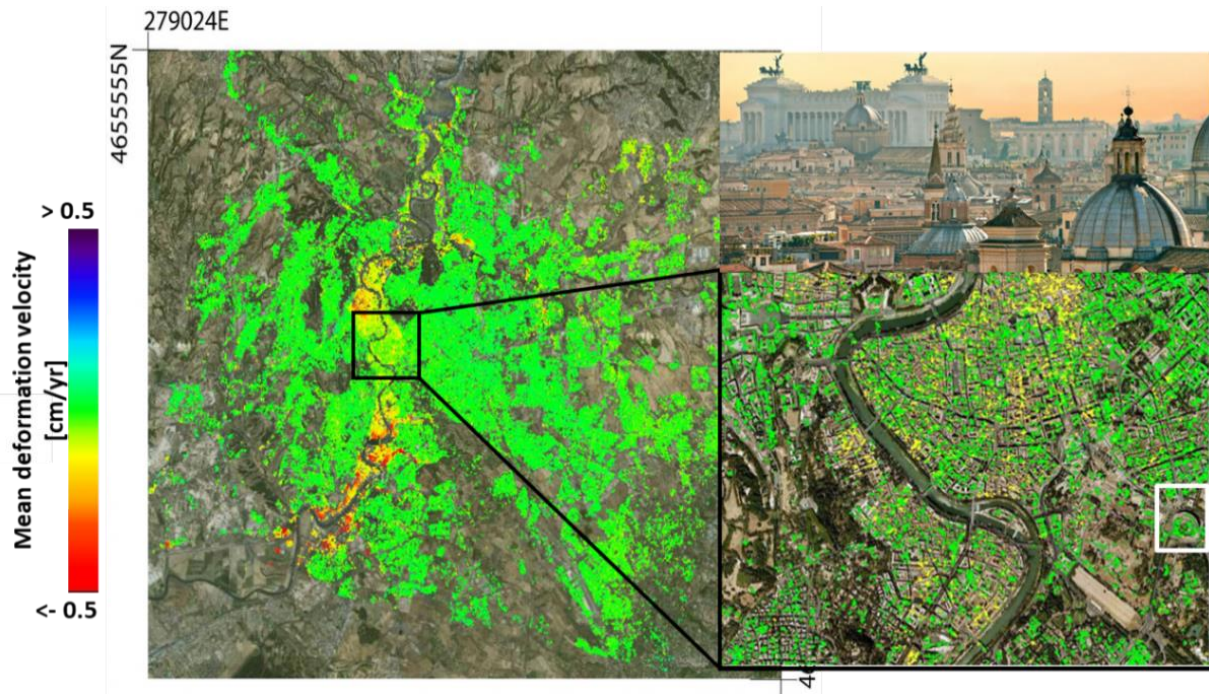 279024E
4655555N
> 0.5
Mean deformation velocity
[cm/yr]
<- 0.5